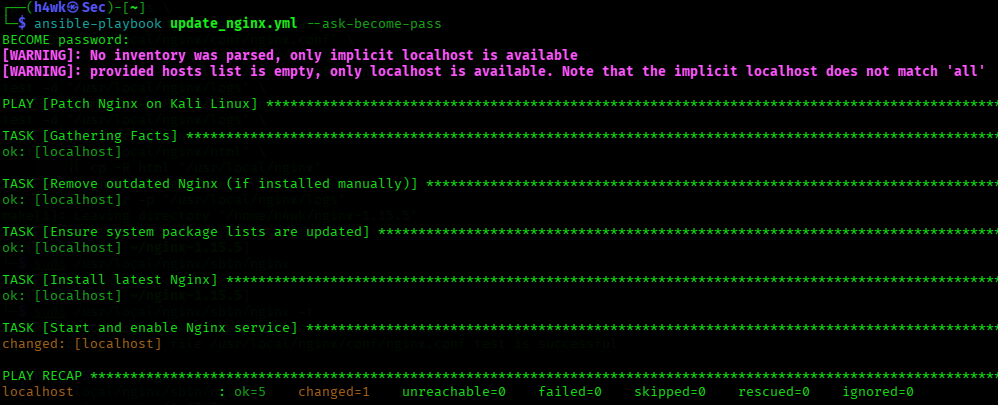 ┌──(h4wk㉿Sec)-[~]
└─$ ansible-playbook update_nginx.yml --ask-become-pass
BECOME password:
[WARNING]: No inventory was parsed, only implicit localhost is available
[WARNING]: provided hosts list is empty, only localhost is available. Note that the implicit localhost does not match 'all'
PLAY [Patch Nginx on Kali Linux] *******************************************************************************************
TASK [Gathering Facts] *****************************************************************************************************
ok: [localhost]
TASK [Remove outdated Nginx (if installed manually)] ***********************************************************************
ok: [localhost]
TASK [Ensure system package lists are updated] *****************************************************************************
ok: [localhost]
TASK [Install latest Nginx] ************************************************************************************************
ok: [localhost]
TASK [Start and enable Nginx service] **************************************************************************************
changed: [localhost]
PLAY RECAP *****************************************************************************************************************
localhost                  : ok=5    changed=1    unreachable=0    failed=0    skipped=0    rescued=0    ignored=0